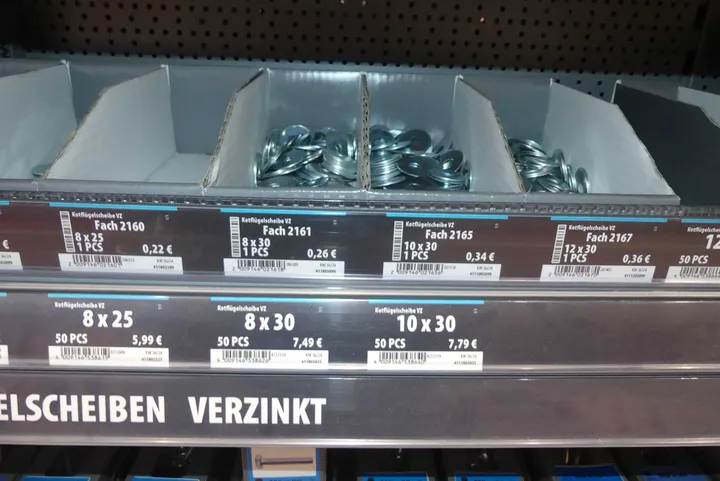 €
Kotflügelscheibe VZ
Fach 2160
8 x 25
1 PCS
0,22 €
Kotflügelscheibe VZ
Fach 2161
8 x 30
1 PCS
0,26 €
Kotflügelscheibe VZ
Fach 2165
10 x 30
1 PCS
0,34 €
Kotflügelscheibe VZ
Fach 2167
12 x 30
1 PCS
0,36 €
12
50 PCS
Kotflügelscheibe VZ
8 x 25
50 PCS 5,99 €
Kotflügelscheibe VZ
8 x 30
50 PCS 7,49 €
Kotflügelscheibe VZ
10 x 30
50 PCS 7,79 €
ELSCHEIBEN VERZINKT